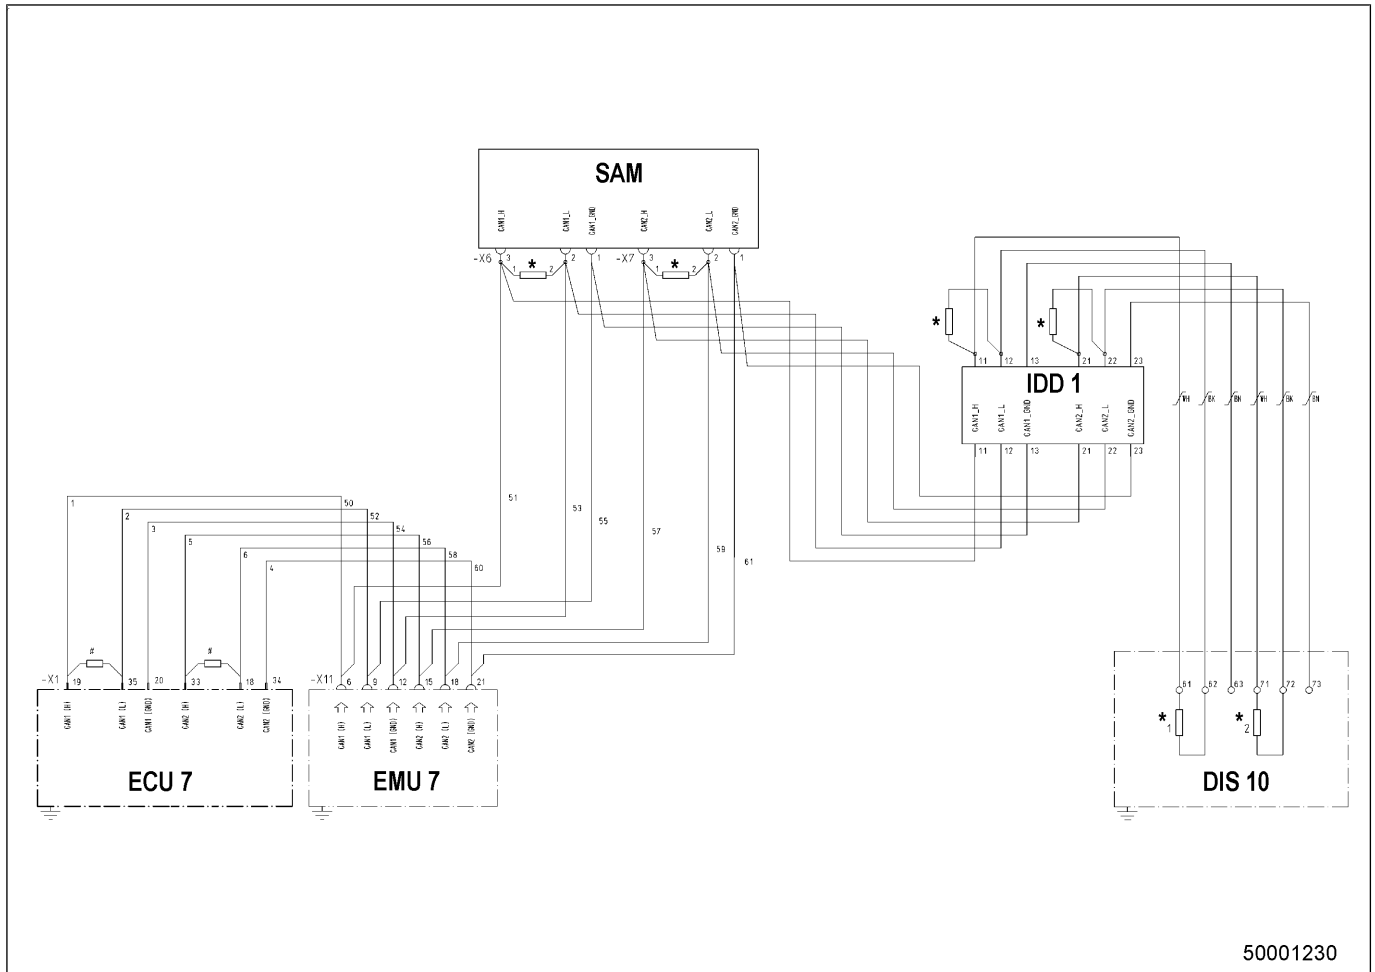 SAM
CAN1_H CAN1_L CAN1_GND CAN2_H CAN2_L CAN2_GND
-X6 3 1 * 2 2 1 -X7 3 1 * 2 2 1
* *
11 12 13 21 22 23
IDD 1
CAN1_H CAN1_L CAN1_GND CAN2_H CAN2_L CAN2_GND
11 12 13 21 22 23
WH BK BN WH BK BN
1 2 3 5 6 4
50 52 54 56 58 60
51 53 55 57 59 61
# #
-X1 19 35 20 33 18 34
CAN1 (H) CAN1 (L) CAN1 (GND) CAN2 (H) CAN2 (L) CAN2 (GND)
ECU 7
-X11 6 9 12 15 18 21
CAN1 (H) CAN1 (L) CAN1 (GND) CAN2 (H) CAN2 (L) CAN2 (GND)
EMU 7
61 62 63 71 72 73
* 1 * 2
DIS 10
50001230